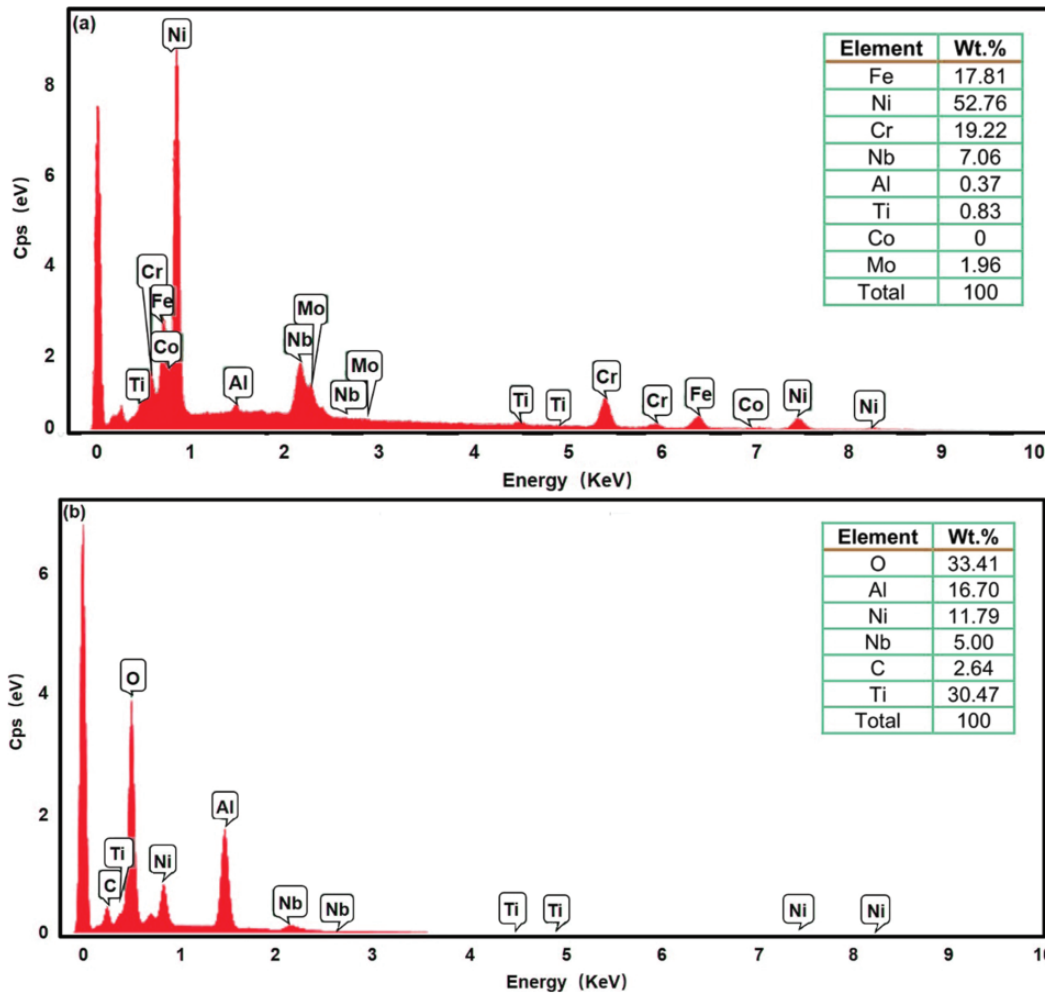 (a)
Ni
Element Wt.%
Fe 17.81
Ni 52.76
Cr 19.22
Nb 7.06
Al 0.37
Ti 0.83
Co 0
Mo 1.96
Total 100
8
6
4
2
0
Cps (eV)
Cr
Fe
Co
Ti
Al
Nb
Mo
Nb
Mo
Ti
Ti
Cr
Cr
Fe
Co
Ni
Ni
0 1 2 3 4 5 6 7 8 9 10
Energy (KeV)
(b)
Element Wt.%
O 33.41
Al 16.70
Ni 11.79
Nb 5.00
C 2.64
Ti 30.47
Total 100
6
4
2
0
Cps (eV)
O
Ti
C
Ni
Al
Nb
Nb
Ti
Ti
Ni
Ni
0 1 2 3 4 5 6 7 8 9 10
Energy (KeV)